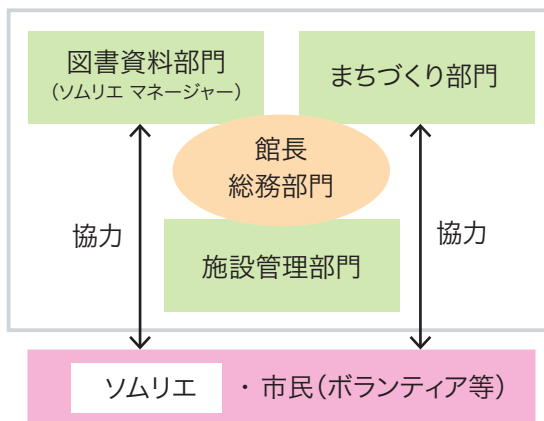 図書資料部門
(ソムリエ マネージャー)
まちづくり部門
館長
総務部門
協力
協力
施設管理部門
ソムリエ ・市民(ボランティア等)